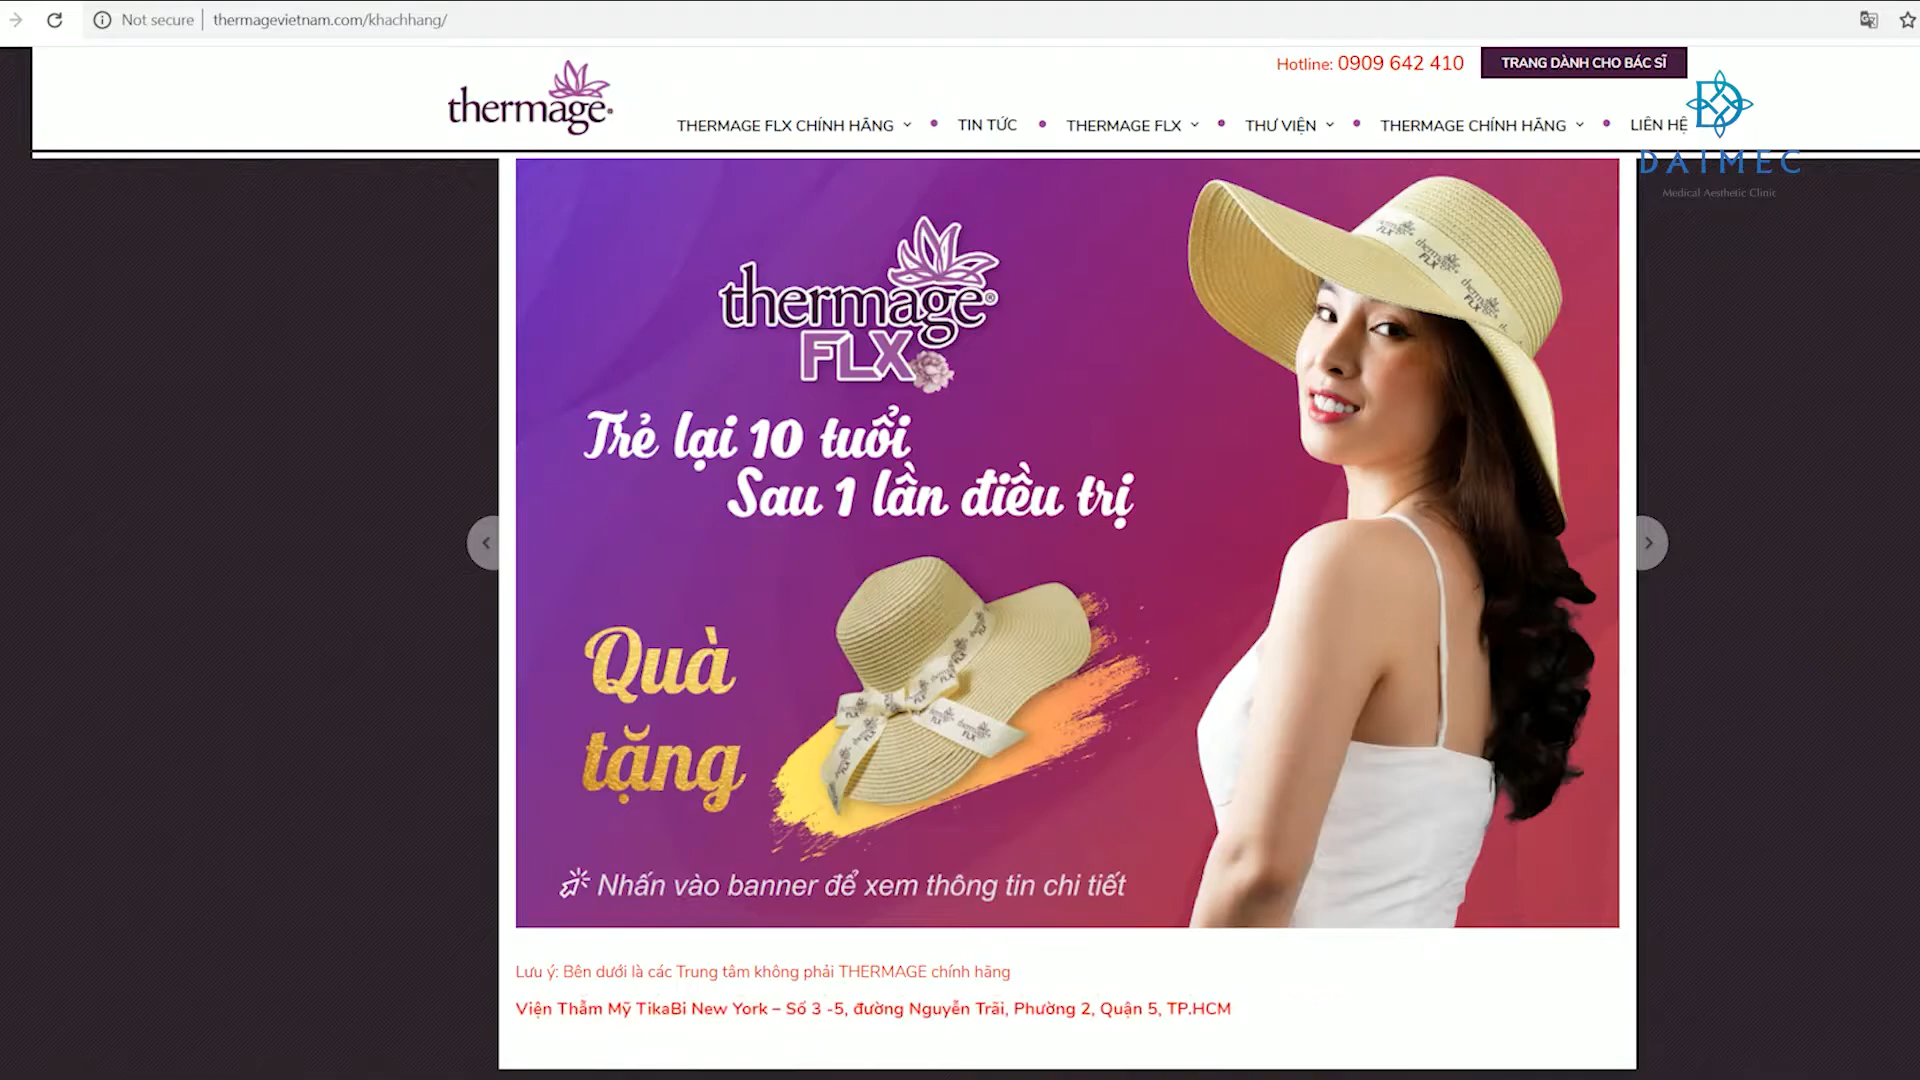 Not secure
thermagevietnam.com/khachhang/
Hotline: 0909 642 410
TRANG DÀNH CHO BÁC SĨ
thermage
THERMAGE FLX CHÍNH HÃNG
TIN TỨC
THERMAGE FLX
THƯ VIỆN
THERMAGE CHÍNH HÃNG
LIÊN HỆ
DAIMEC
Medical Aesthetic Clinic
thermage®
FLX
Trẻ lại 10 tuổi
Sau 1 lần điều trị
Quà
tặng
Nhấn vào banner để xem thông tin chi tiết
Lưu ý: Bên dưới là các Trung tâm không phải THERMAGE chính hãng
Viện Thẩm Mỹ TikaBi New York – Số 3 -5, đường Nguyễn Trãi, Phường 2, Quận 5, TP.HCM